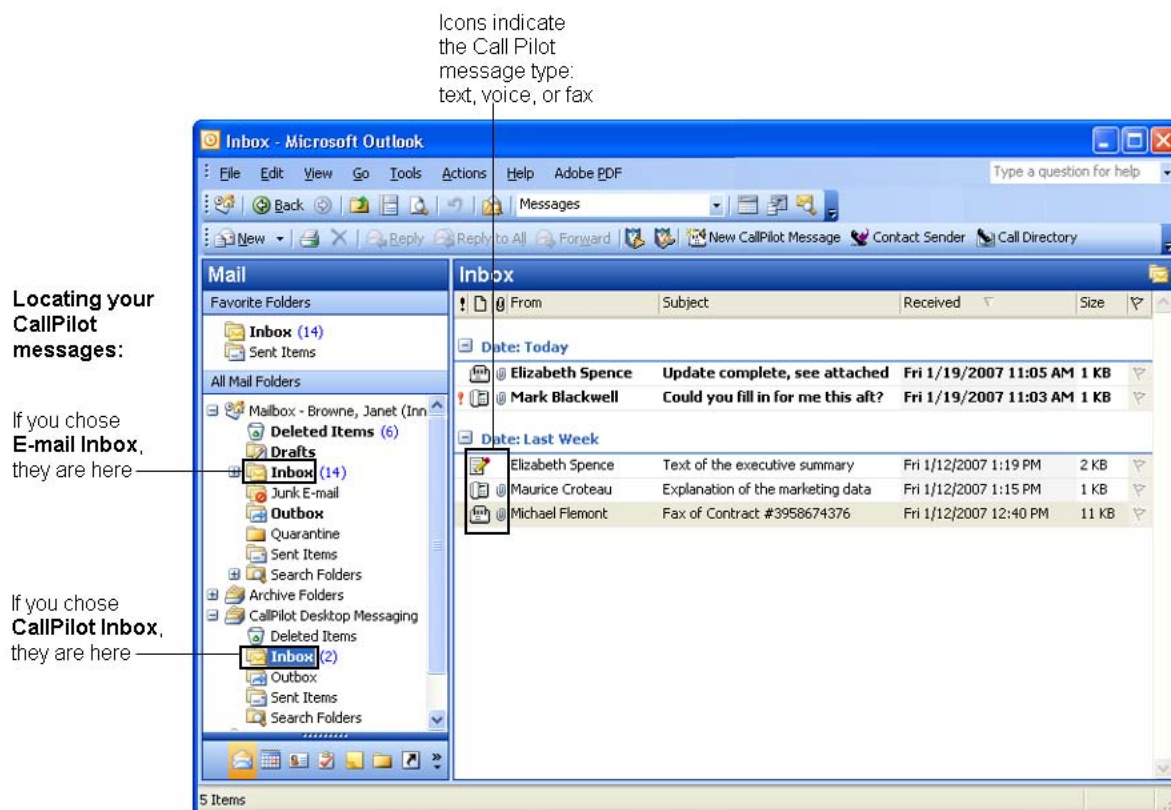 Icons indicate
the Call Pilot
message type:
text, voice, or fax
Inbox - Microsoft Outlook
File Edit View Go Tools Actions Help Adobe PDF Type a question for help
Back Messages
New Reply Reply to All Forward New CallPilot Message Contact Sender Call Directory
Mail
Inbox
Locating your
CallPilot
messages:
Favorite Folders
Inbox (14)
Sent Items
All Mail Folders
Mailbox - Browne, Janet (Inn
Deleted Items (6)
Drafts
Inbox (14)
Junk E-mail
Outbox
Quarantine
Sent Items
Search Folders
Archive Folders
CallPilot Desktop Messaging
Deleted Items
Inbox (2)
Outbox
Sent Items
Search Folders
If you chose
E-mail Inbox,
they are here
If you chose
CallPilot Inbox,
they are here
From Subject Received Size
Date: Today
Elizabeth Spence Update complete, see attached Fri 1/19/2007 11:05 AM 1 KB
Mark Blackwell Could you fill in for me this aft? Fri 1/19/2007 11:03 AM 1 KB
Date: Last Week
Elizabeth Spence Text of the executive summary Fri 1/12/2007 1:19 PM 2 KB
Maurice Croteau Explanation of the marketing data Fri 1/12/2007 1:15 PM 1 KB
Michael Flemont Fax of Contract #3958674376 Fri 1/12/2007 12:40 PM 11 KB
5 Items